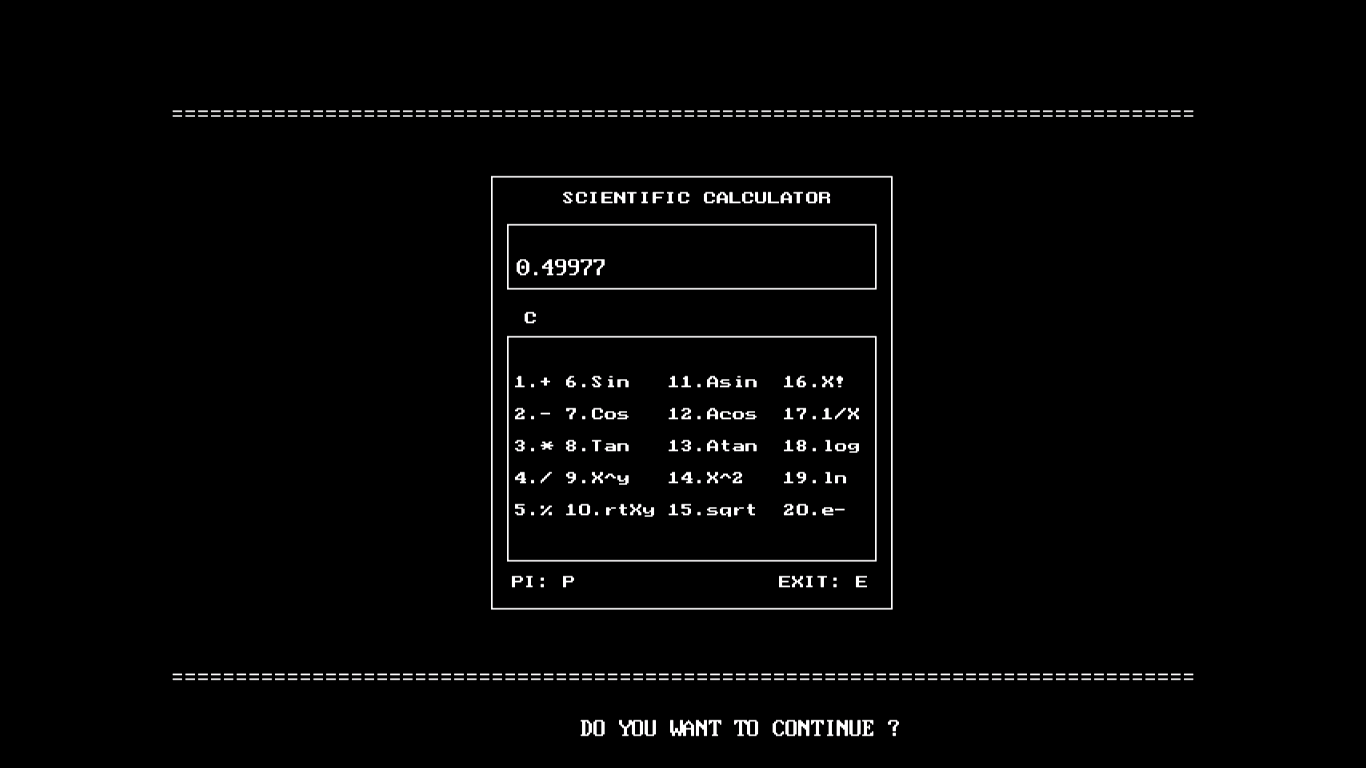 ================================================================================
SCIENTIFIC CALCULATOR
0.49977
C
1.+ 6.Sin 11.Asin 16.X!
2.- 7.Cos 12.Acos 17.1/X
3.* 8.Tan 13.Atan 18.log
4./ 9.X^y 14.X^2 19.ln
5.% 10.rtXy 15.sqrt 20.e-
PI: P EXIT: E
================================================================================
DO YOU WANT TO CONTINUE ?